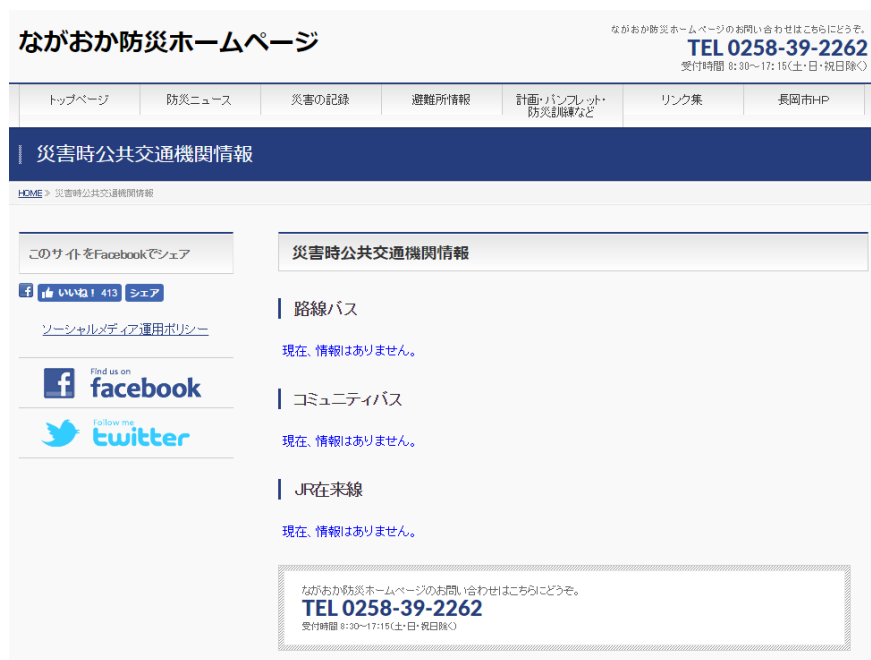 ながおか防災ホームページ
ながおか防災ホームページのお問い合わせはこちらにどうぞ。
TEL 0258-39-2262
受付時間 8:30～17:15(土・日・祝日除く)
トップページ
防災ニュース
災害の記録
避難所情報
計画・パンフレット・
防災訓練など
リンク集
長岡市HP
災害時公共交通機関情報
HOME » 災害時公共交通機関情報
このサイトをFacebookでシェア
いいね！ 413 シェア
ソーシャルメディア運用ポリシー
Find us on
facebook
Follow me
twitter
災害時公共交通機関情報
路線バス
現在、情報はありません。
コミュニティバス
現在、情報はありません。
JR在来線
現在、情報はありません。
ながおか防災ホームページのお問い合わせはこちらにどうぞ。
TEL 0258-39-2262
受付時間 8:30～17:15(土・日・祝日除く)